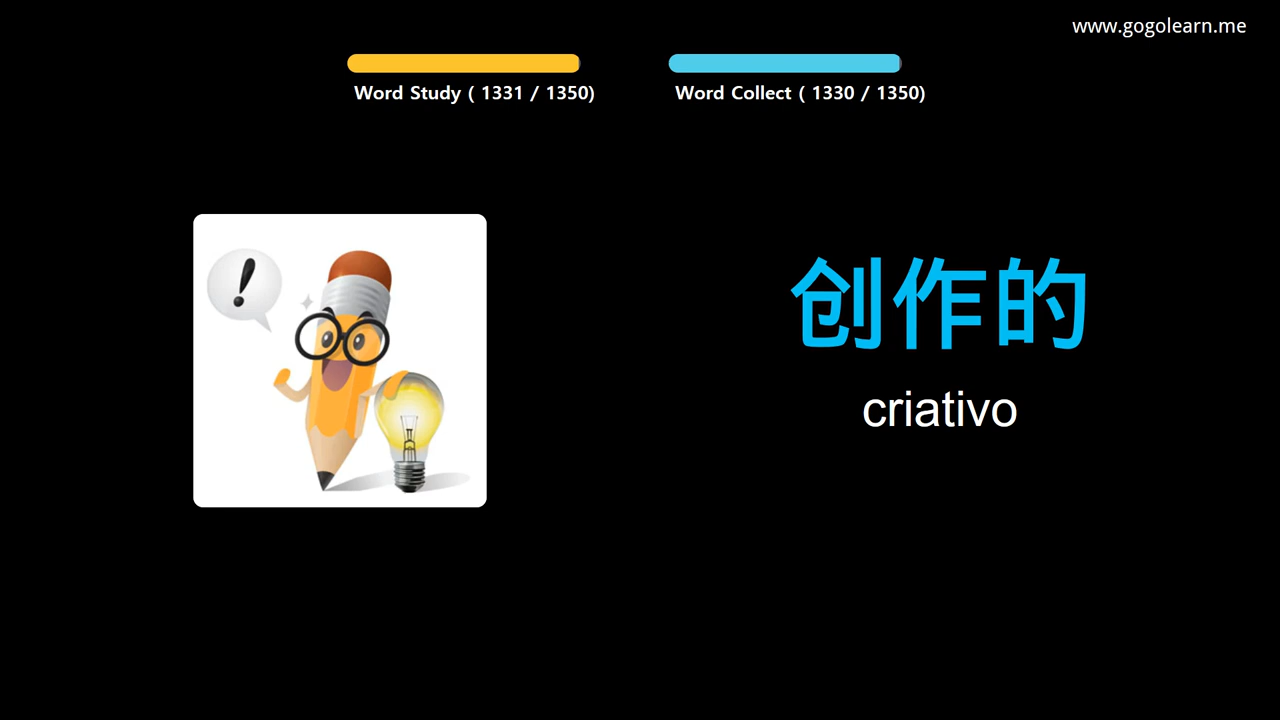 www.gogolearn.me
Word Study ( 1331 / 1350)
Word Collect ( 1330 / 1350)
!
创作的
criativo